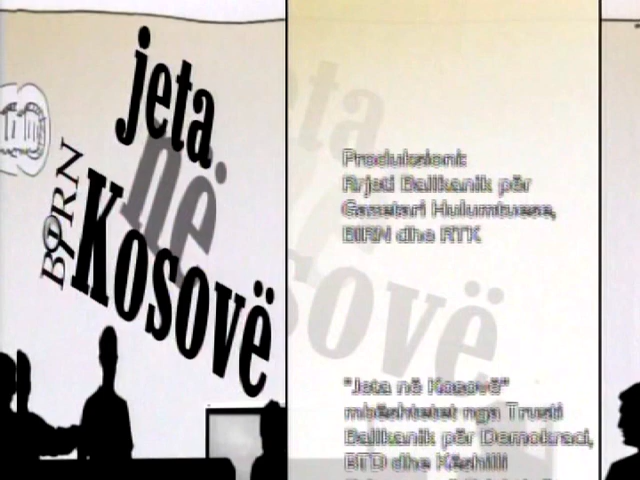 jeta
në
Kosovë
BIRN
Produksioni:
Rrjeti Ballkanik për
Gazetari Hulumtuese,
BIRN dhe RTK
"Jeta në Kosovë"
mbështetet nga Trusti
Ballkanik për Demokraci,
BTD dhe Këshilli